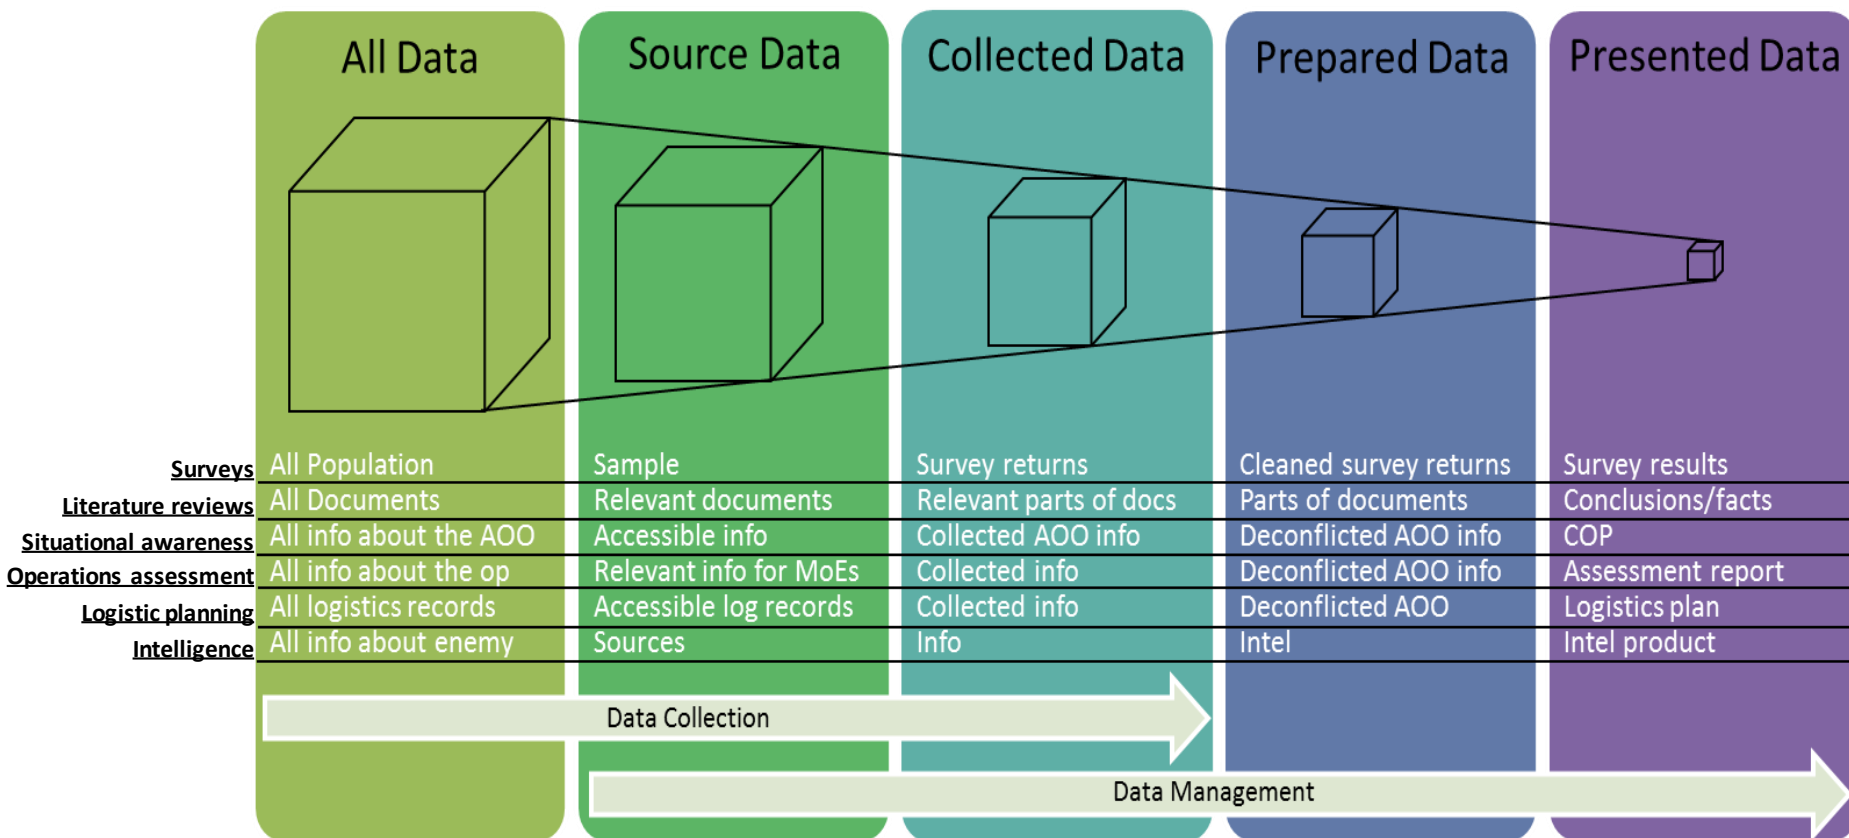 All Data Source Data Collected Data Prepared Data Presented Data
Surveys All Population Sample Survey returns Cleaned survey returns Survey results
Literature reviews All Documents Relevant documents Relevant parts of docs Parts of documents Conclusions/facts
Situational awareness All info about the AOO Accessible info Collected AOO info Deconflicted AOO info COP
Operations assessment All info about the op Relevant info for MoEs Collected info Deconflicted AOO info Assessment report
Logistic planning All logistics records Accessible log records Collected info Deconflicted AOO Logistics plan
Intelligence All info about enemy Sources Info Intel Intel product
Data Collection
Data Management